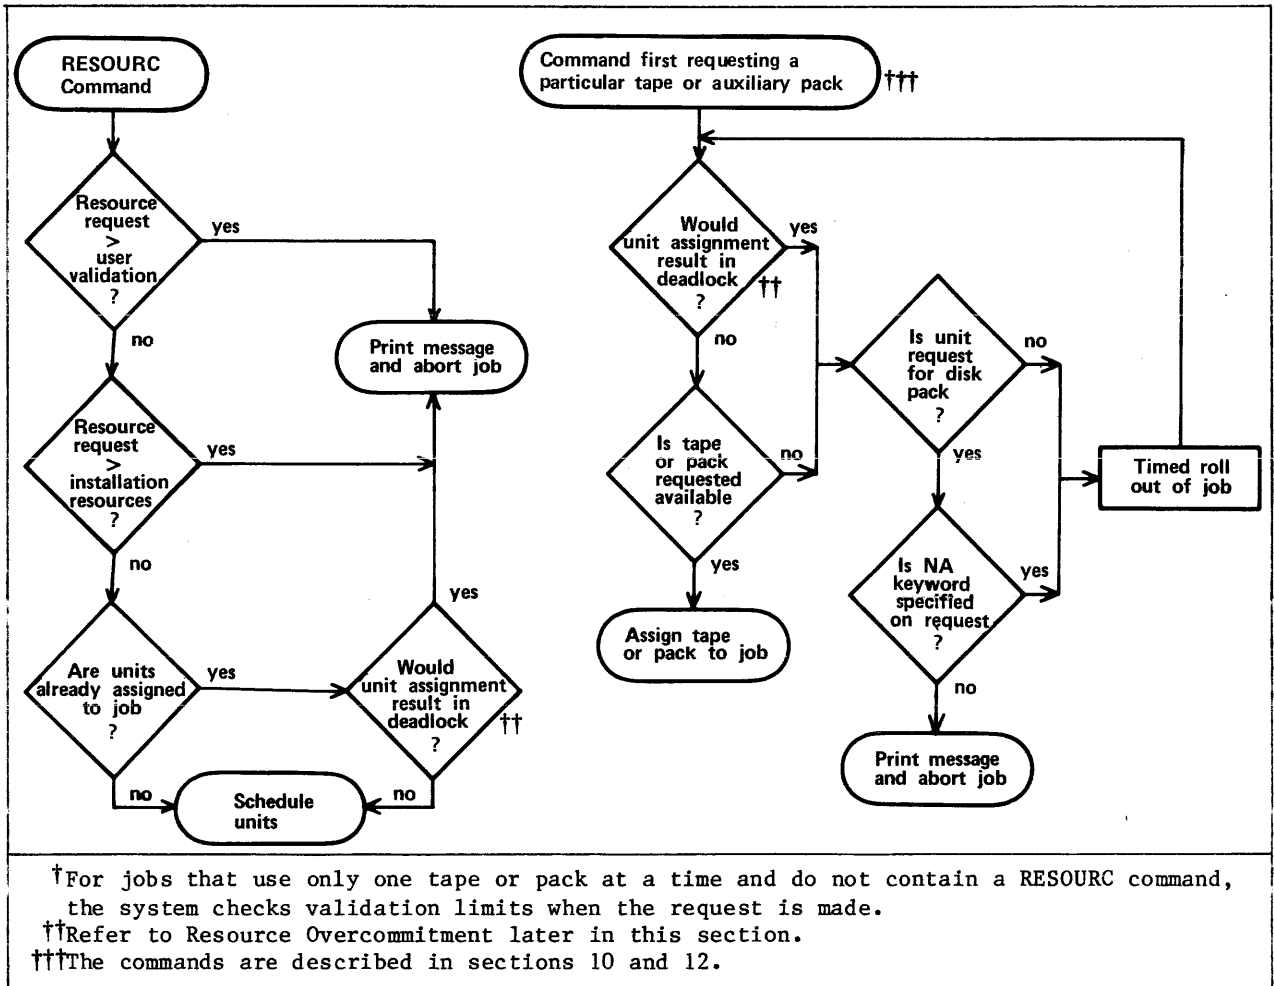 RESOURC
Command
Resource
request
>
user
validation
?
yes
no
Print message
and abort job
Resource
request
>
installation
resources
?
yes
no
Are units
already assigned
to job
?
yes
no
Would
unit assignment
result in
deadlock
?
††
yes
no
Schedule
units
Command first requesting a
particular tape or auxiliary pack
†††
Would
unit assignment
result in
deadlock
?
††
yes
no
Is tape
or pack
requested
available
?
no
yes
Assign tape
or pack to job
Is unit
request
for disk
pack
?
no
yes
Is NA
keyword
specified
on request
?
yes
no
Print message
and abort job
Timed roll
out of job
†For jobs that use only one tape or pack at a time and do not contain a RESOURC command,
the system checks validation limits when the request is made.
††Refer to Resource Overcommitment later in this section.
†††The commands are described in sections 10 and 12.